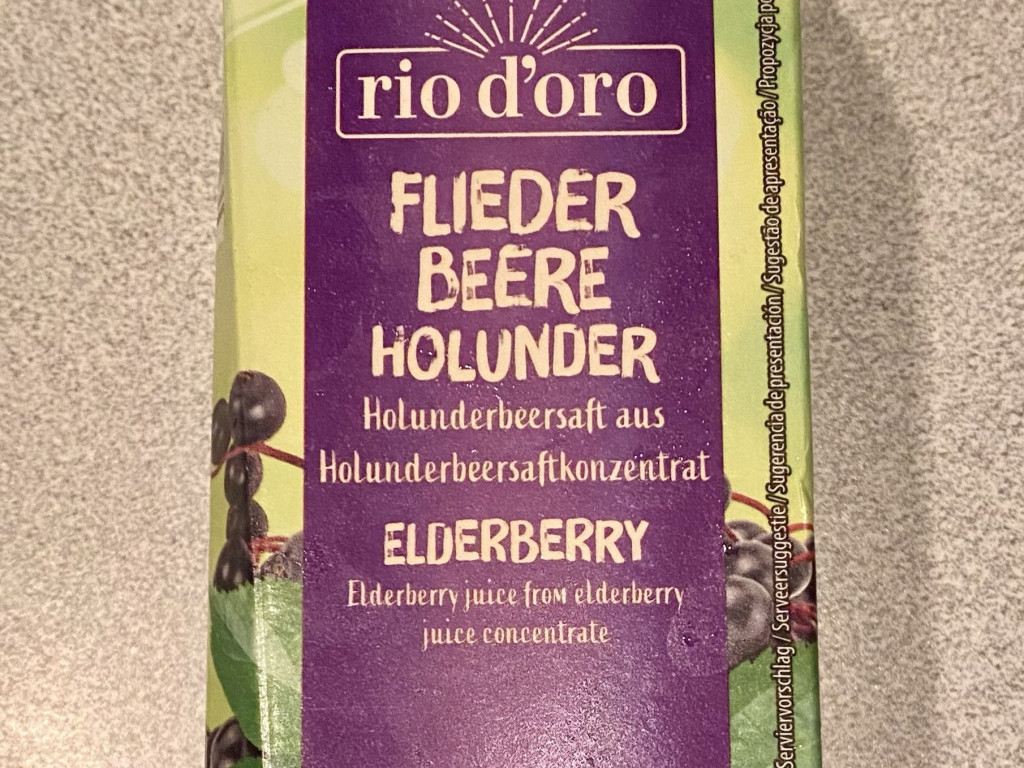 rio d'oro
FLIEDER
BEERE
HOLUNDER
Holunderbeersaft aus
Holunderbeersaftkonzentrat
ELDERBERRY
Elderberry juice from elderberry
juice concentrate
Serviervorschlag / Serveersuggestie / Sugerencia de presentación / Sugestão de apresentação / Propozycja